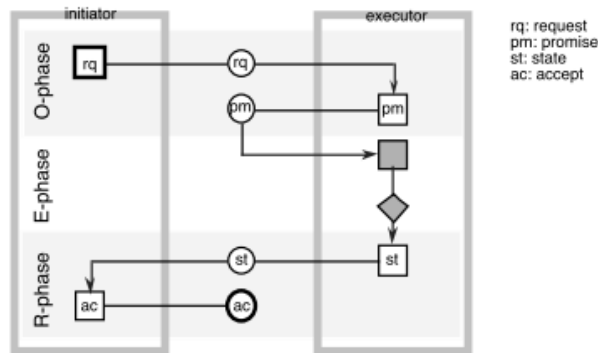 initiator
executor
rq: request
pm: promise
st: state
ac: accept
O-phase
rq
rq
pm
pm
E-phase
R-phase
st
st
ac
ac